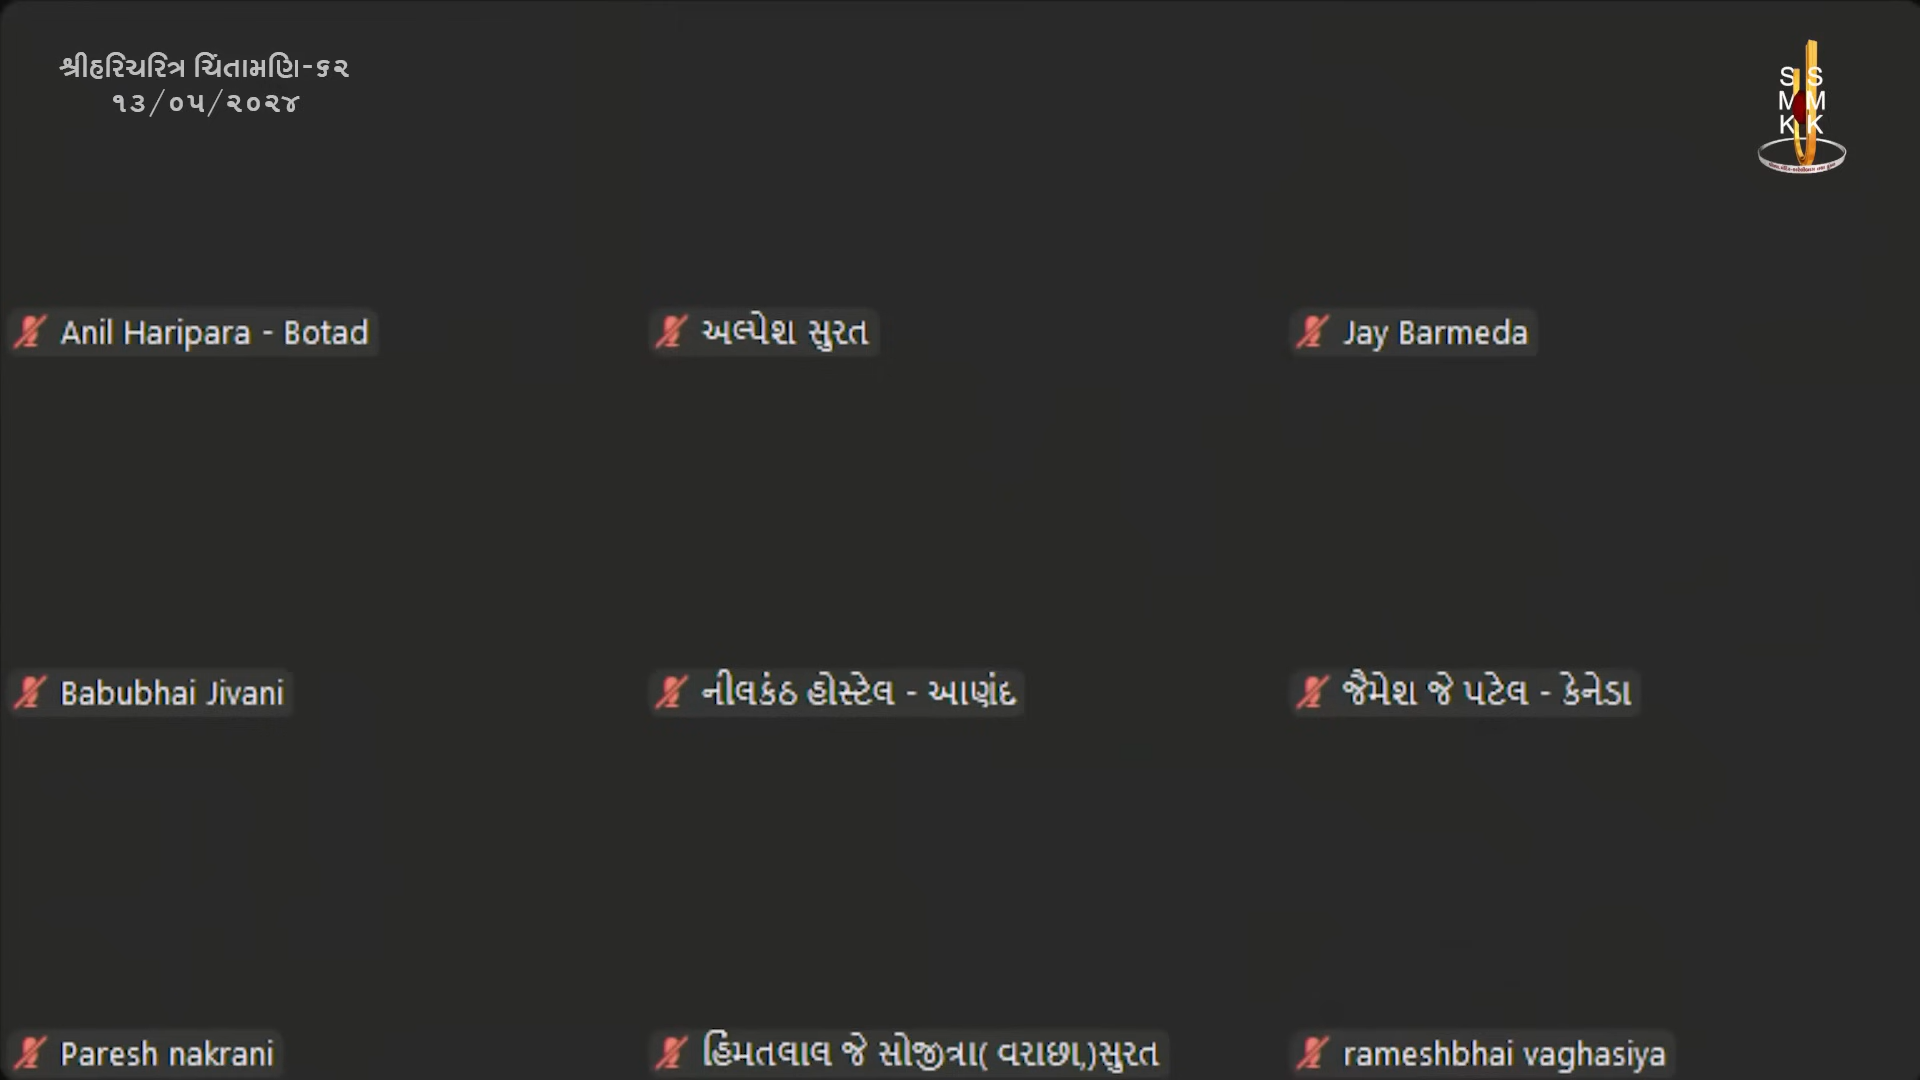 શ્રીહરિચરિત્ર ચિંતામણિ-૬૨
૧૩/૦૫/૨૦૨૪
S S
M M
K K
Anil Haripara - Botad
અલ્પેશ સુરત
Jay Barmeda
Babubhai Jivani
નીલકંઠ હોસ્ટેલ - આણંદ
જૈમેશ જે પટેલ - કેનેડા
Paresh nakrani
હિંમતલાલ જે સોજીત્રા( વરાછા,)સુરત
rameshbhai vaghasiya